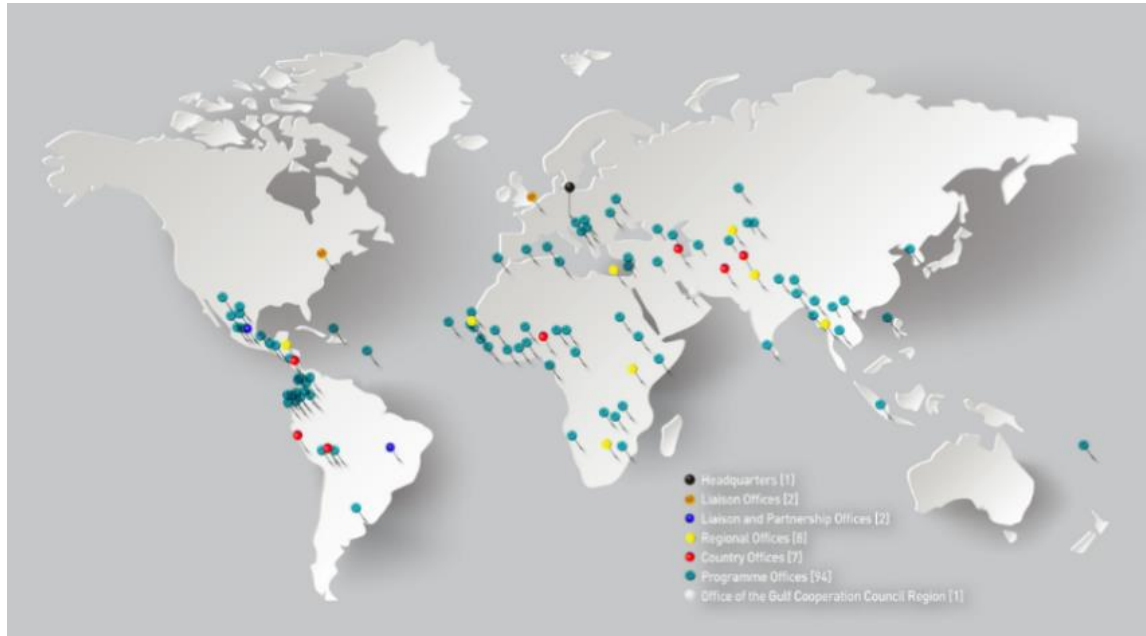 Headquarters [1]
Liaison Offices [2]
Liaison and Partnership Offices [2]
Regional Offices [8]
Country Offices [7]
Programme Offices [94]
Office of the Gulf Cooperation Council Region [1]